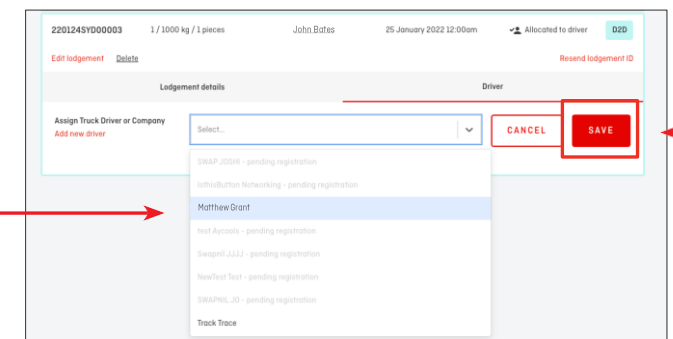 220124SYD00003 1 / 1000 kg / 1 pieces John Bates 25 January 2022 12:00am Allocated to driver D2D
Edit lodgement Delete Resend lodgement ID
Lodgement details Driver
Assign Truck Driver or Company
Add new driver
Select...
CANCEL SAVE
SWAP JOSHI - pending registration
Networking - pending registration
Matthew Grant
test Aycools - pending registration
Swapnil JJJJ - pending registration
NewTest Test - pending registration
SWAPNIL JO - pending registration
Track Trace